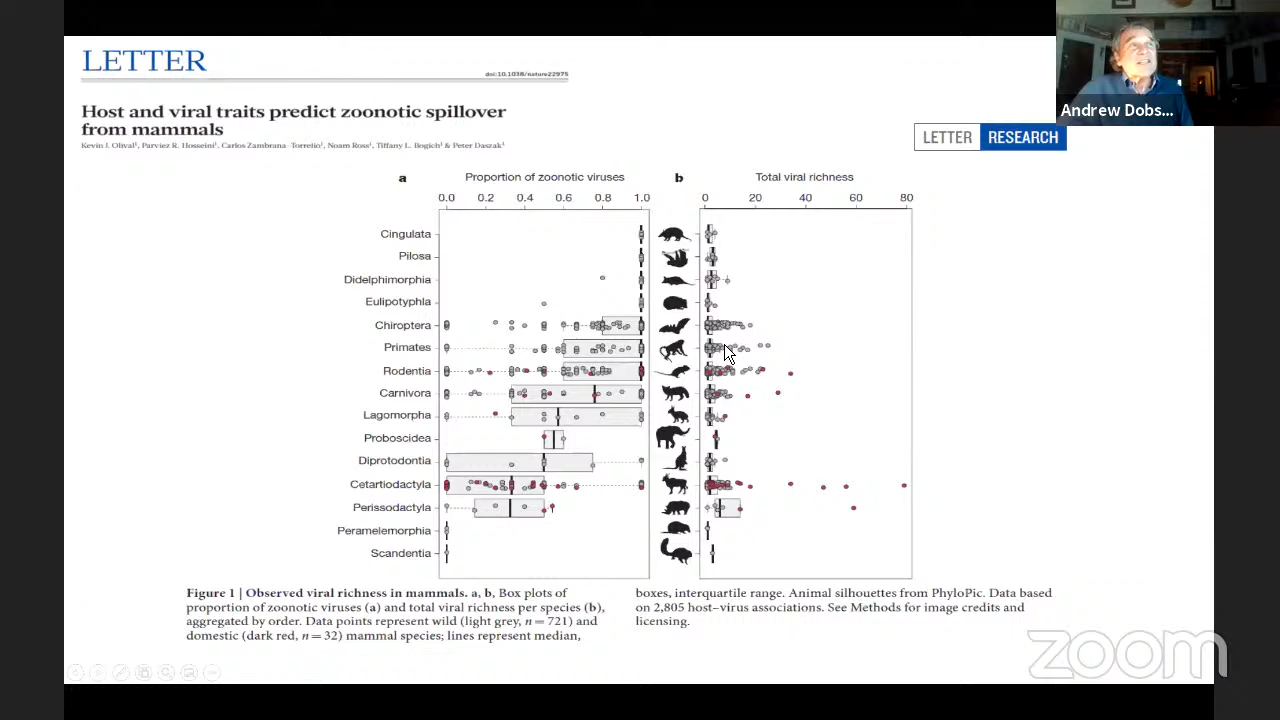 LETTER
doi:10.1038/nature22975
Host and viral traits predict zoonotic spillover
from mammals
Kevin J. Olival¹, Parviez R. Hosseini¹, Carlos Zambrana-Torrelio¹, Noam Ross¹, Tiffany L. Bogich¹ & Peter Daszak¹
Andrew Dobs...
LETTER RESEARCH
a Proportion of zoonotic viruses b Total viral richness
0.0 0.2 0.4 0.6 0.8 1.0 0 20 40 60 80
Cingulata
Pilosa
Didelphimorphia
Eulipotyphla
Chiroptera
Primates
Rodentia
Carnivora
Lagomorpha
Proboscidea
Diprotodontia
Cetartiodactyla
Perissodactyla
Peramelemorphia
Scandentia
Figure 1 | Observed viral richness in mammals. a, b, Box plots of
proportion of zoonotic viruses (a) and total viral richness per species (b),
aggregated by order. Data points represent wild (light grey, n = 721) and
domestic (dark red, n = 32) mammal species; lines represent median,
boxes, interquartile range. Animal silhouettes from PhyloPic. Data based
on 2,805 host–virus associations. See Methods for image credits and
licensing.
zoom